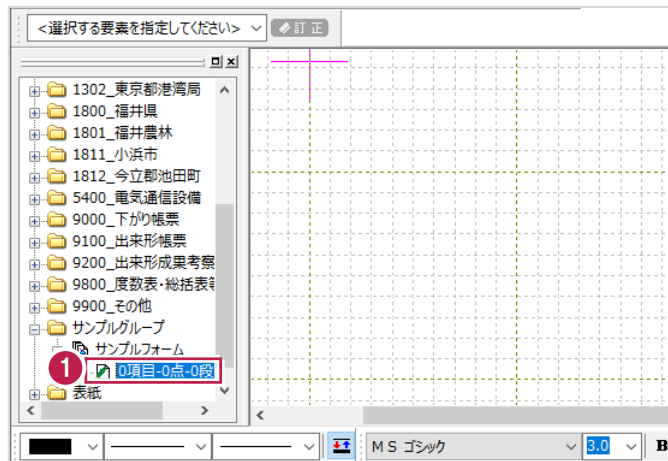 <選択する要素を指定してください>
訂正
1302_東京都港湾局
1800_福井県
1801_福井農林
1811_小浜市
1812_今立郡池田町
5400_電気通信設備
9000_下がり帳票
9100_出来形帳票
9200_出来形成果考察
9800_度数表・総括表等
9900_その他
サンプルグループ
サンプルフォーム
1
0項目-0点-0段
表紙
ＭＳ ゴシック
3.0
B